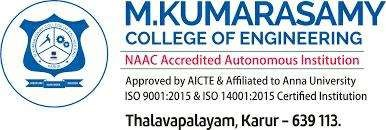 M.KUMARASAMY
COLLEGE OF ENGINEERING
NAAC Accredited Autonomous Institution
Approved by AICTE & Affiliated to Anna University
ISO 9001:2015 & ISO 14001:2015 Certified Institution
Thalavapalayam, Karur – 639 113.